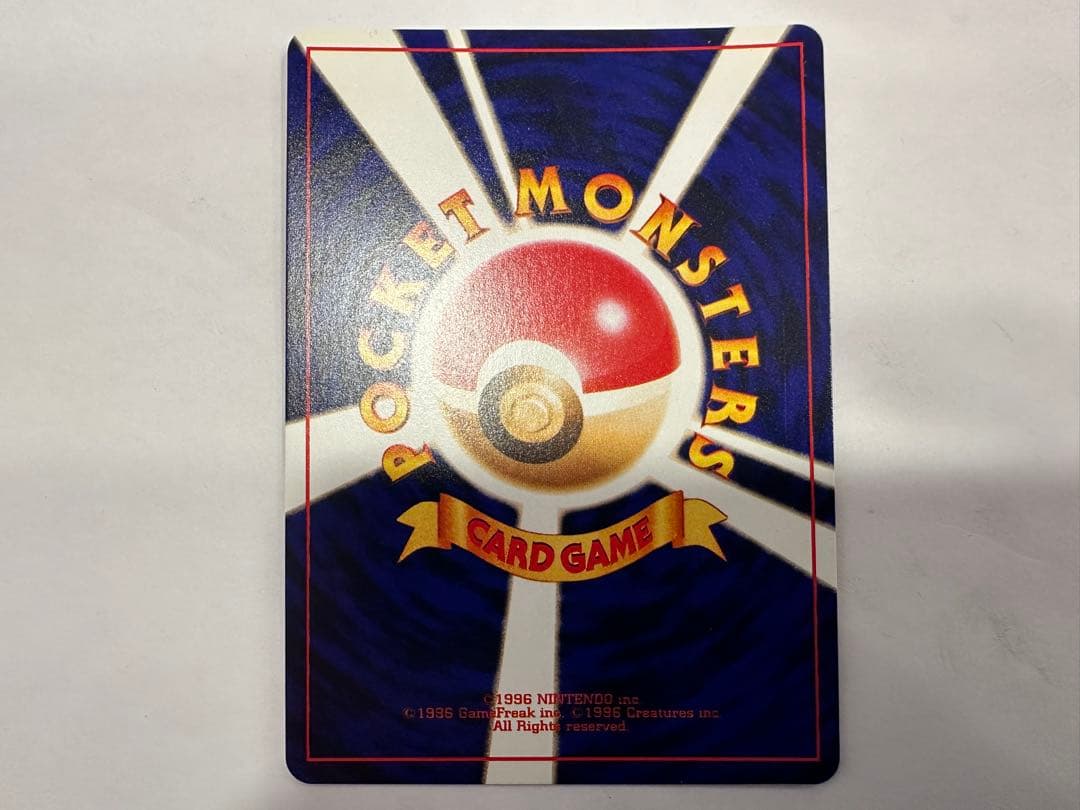 POCKET MONSTERS
CARD GAME
©1996 NINTENDO inc.
©1996 GameFreak inc. ©1996 Creatures inc.
All Rights reserved.